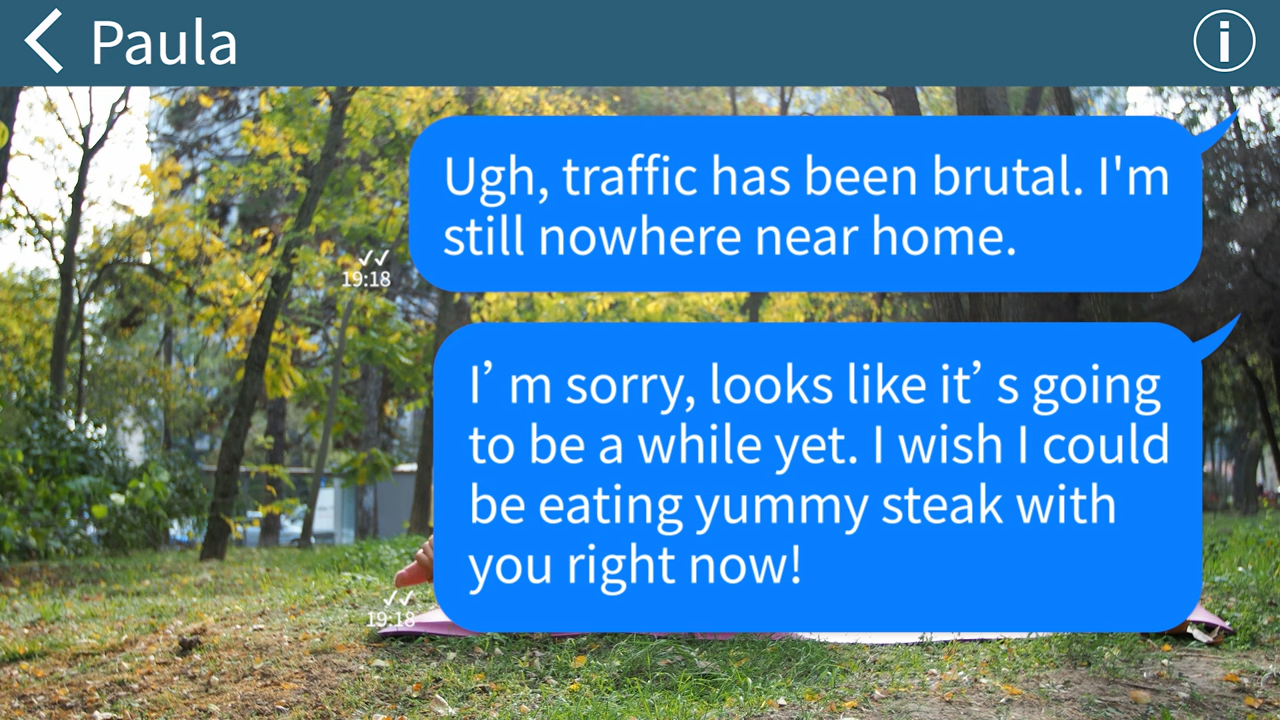 Paula
Ugh, traffic has been brutal. I'm
still nowhere near home.
19:18
I’m sorry, looks like it’s going
to be a while yet. I wish I could
be eating yummy steak with
you right now!
19:18